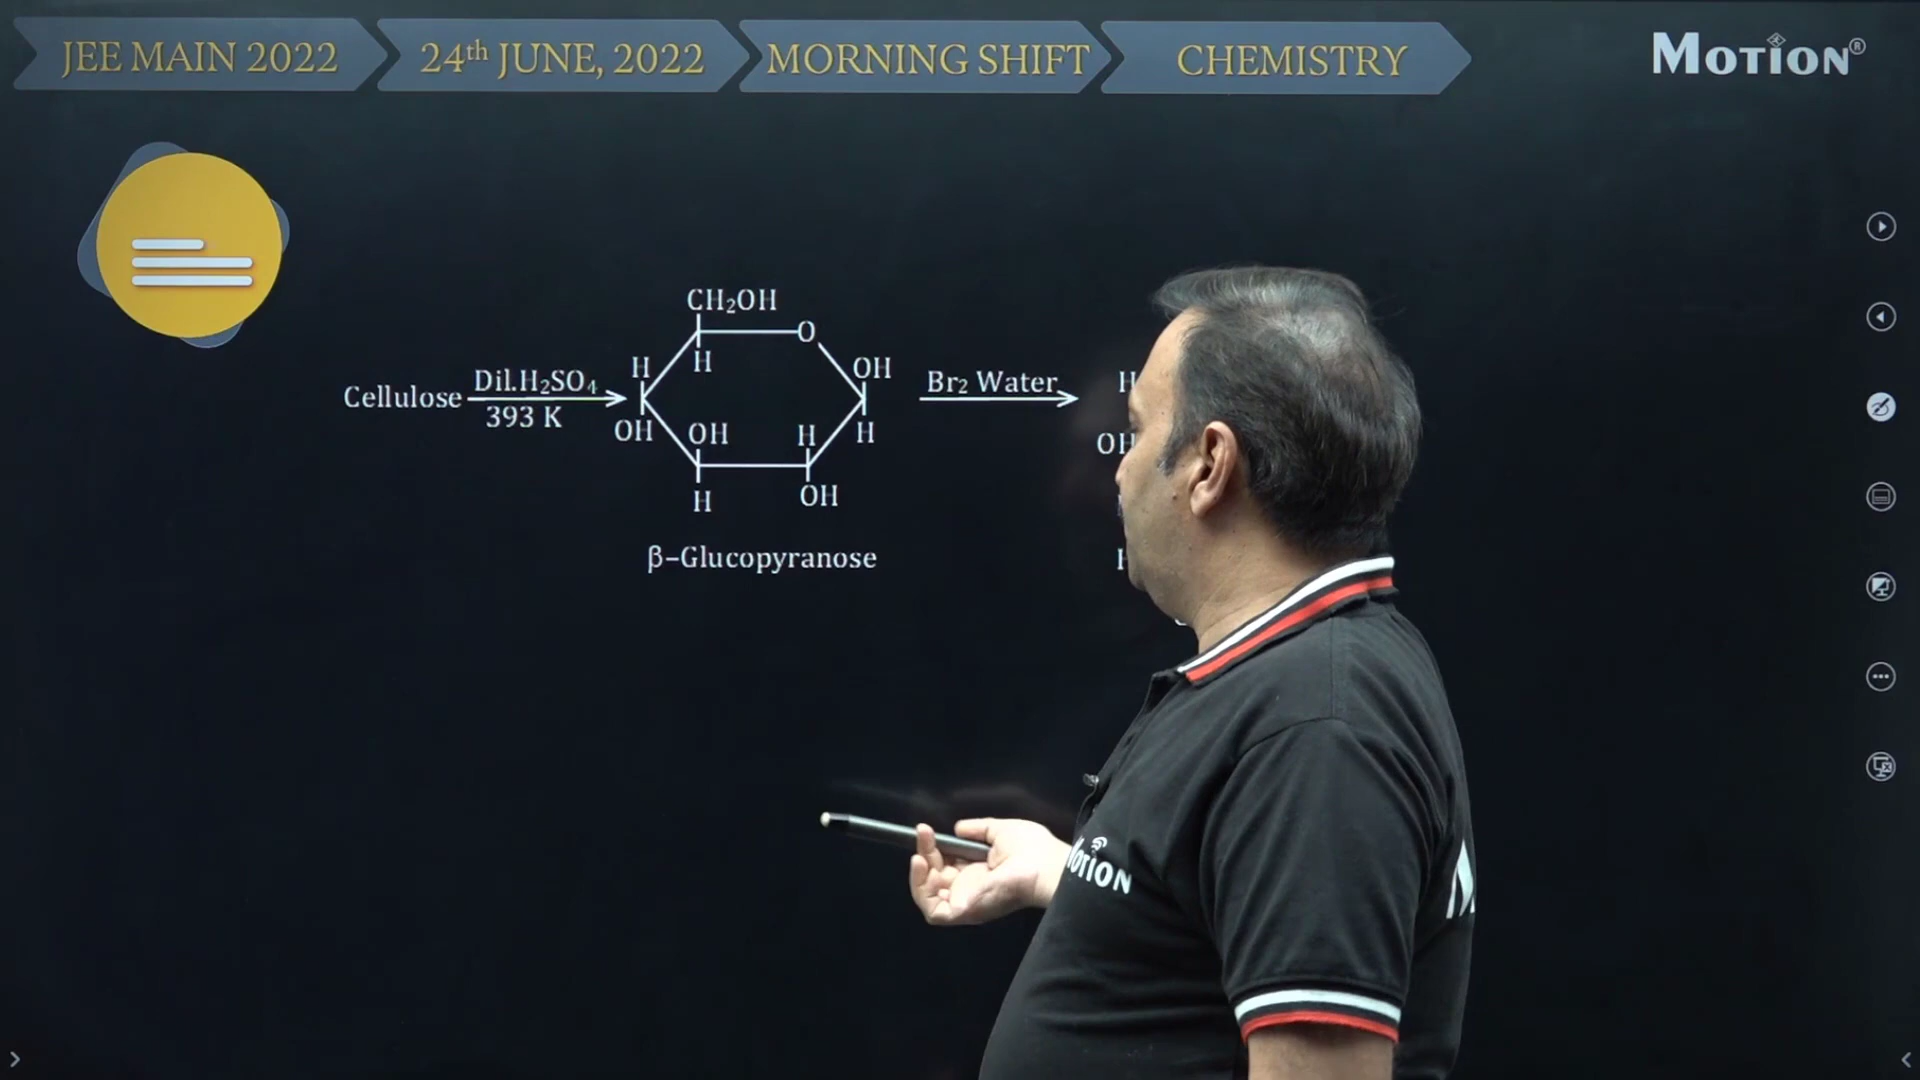 JEE MAIN 2022
24th JUNE, 2022
MORNING SHIFT
CHEMISTRY
MOTION®
CH₂OH
O
H
H
OH
Cellulose
Dil.H₂SO₄
393 K
Br₂ Water
H
OH
OH
H
H
OH
H
OH
H
β-Glucopyranose
H
MOTION